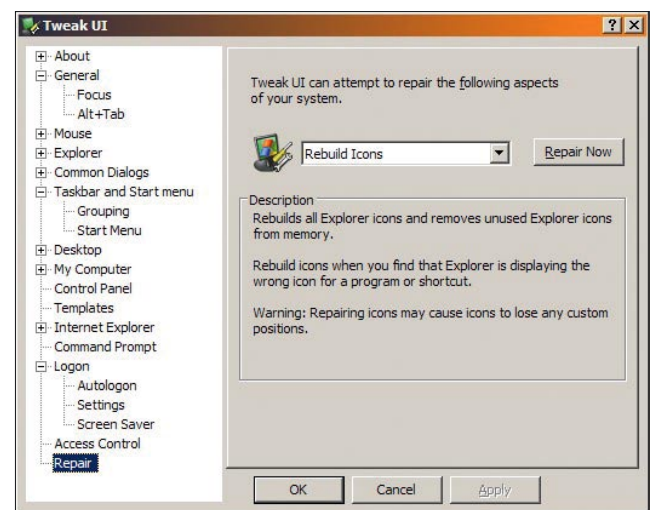 Tweak UI
About
General
Focus
Alt+Tab
Mouse
Explorer
Common Dialogs
Taskbar and Start menu
Grouping
Start Menu
Desktop
My Computer
Control Panel
Templates
Internet Explorer
Command Prompt
Logon
Autologon
Settings
Screen Saver
Access Control
Repair
Tweak UI can attempt to repair the following aspects
of your system.
Rebuild Icons
Repair Now
Description
Rebuilds all Explorer icons and removes unused Explorer icons
from memory.
Rebuild icons when you find that Explorer is displaying the
wrong icon for a program or shortcut.
Warning: Repairing icons may cause icons to lose any custom
positions.
OK
Cancel
Apply